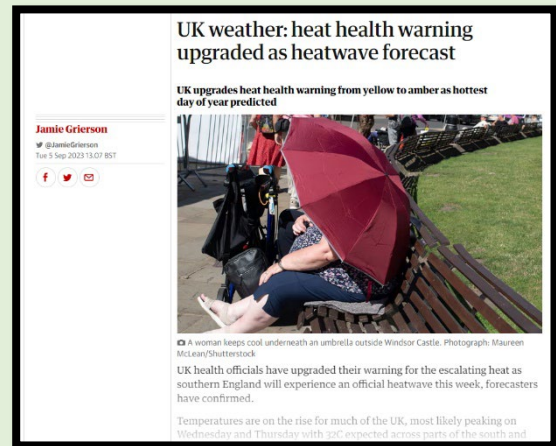 UK weather: heat health warning
upgraded as heatwave forecast
UK upgrades heat health warning from yellow to amber as hottest
day of year predicted
Jamie Grierson
@JamieGrierson
Tue 5 Sep 2023 13.07 BST
A woman keeps cool underneath an umbrella outside Windsor Castle. Photograph: Maureen
McLean/Shutterstock
UK health officials have upgraded their warning for the escalating heat as
southern England will experience an official heatwave this week, forecasters
have confirmed.
Temperatures are on the rise for much of the UK, most likely peaking on
Wednesday and Thursday with 32C expected across parts of the south and